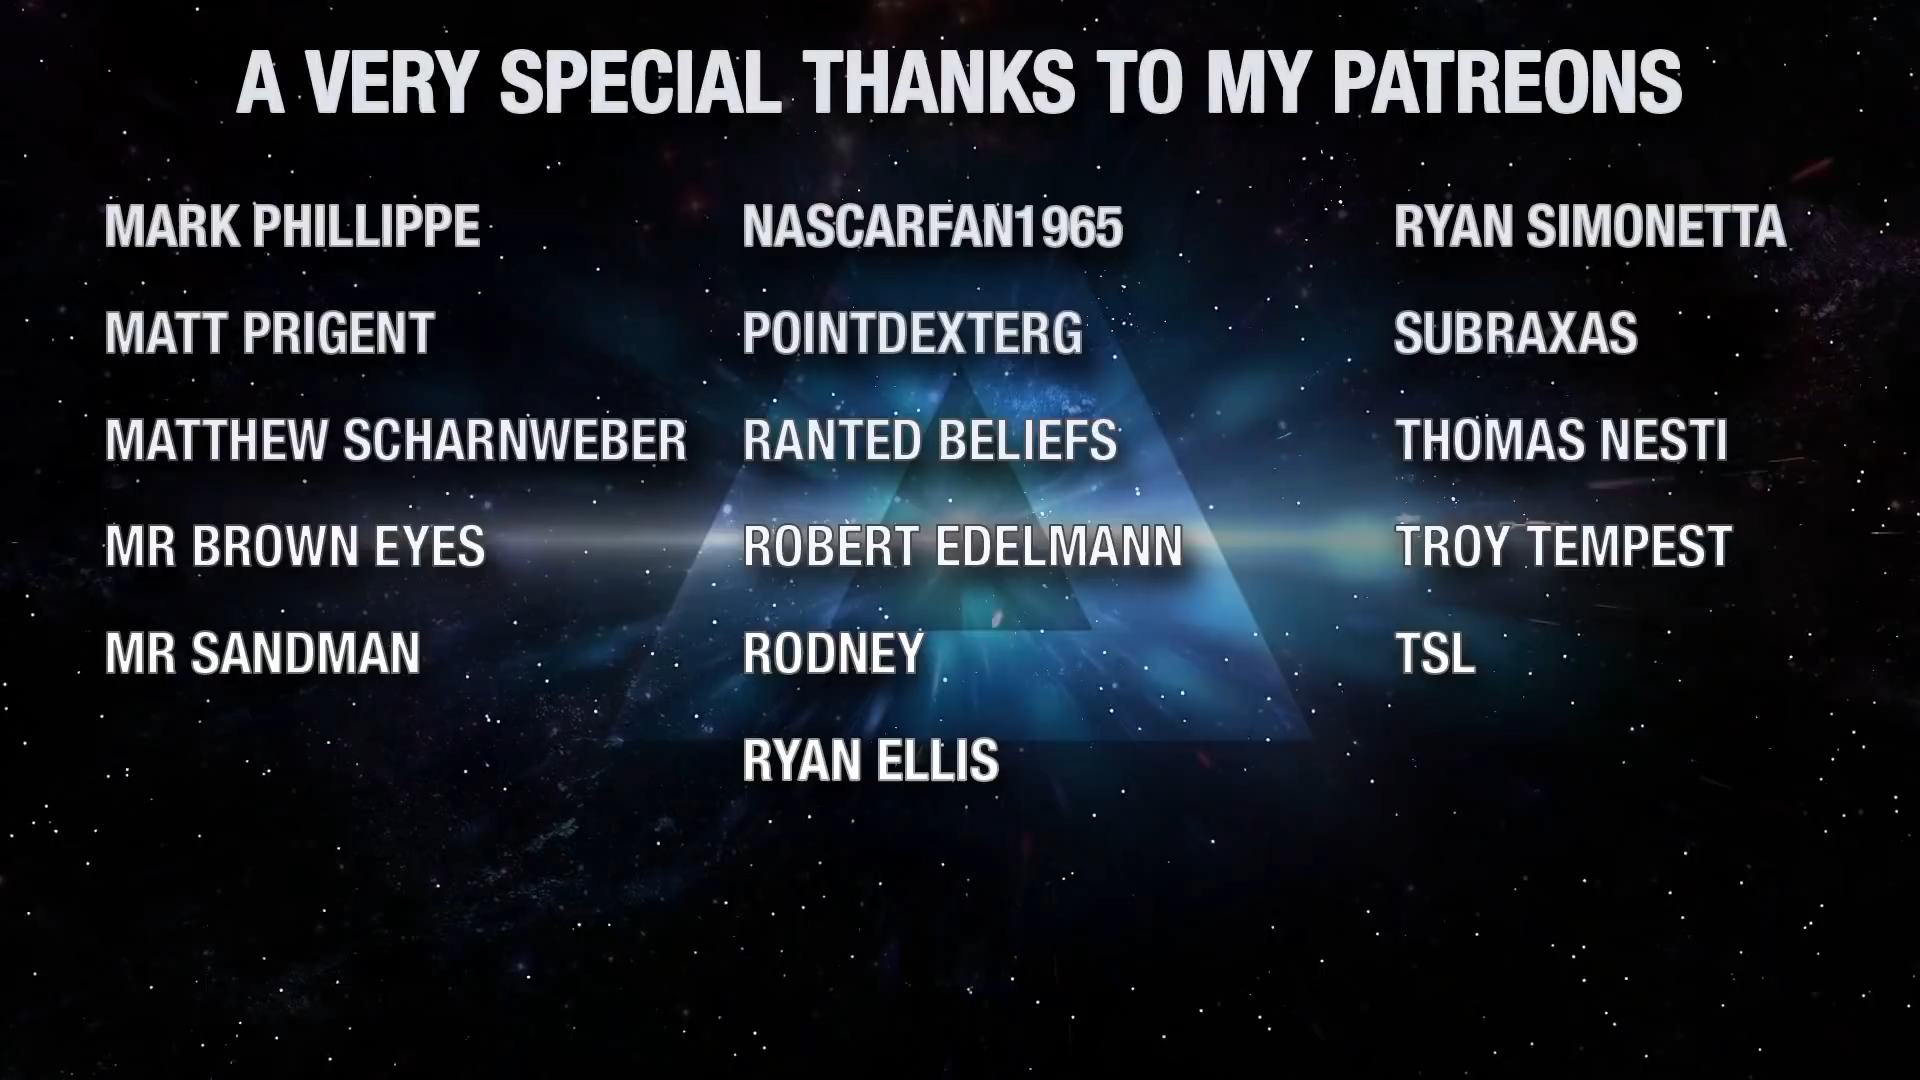 A VERY SPECIAL THANKS TO MY PATREONS
MARK PHILLIPPE
MATT PRIGENT
MATTHEW SCHARNWEBER
MR BROWN EYES
MR SANDMAN
NASCARFAN1965
POINTDEXTERG
RANTED BELIEFS
ROBERT EDELMANN
RODNEY
RYAN ELLIS
RYAN SIMONETTA
SUBRAXAS
THOMAS NESTI
TROY TEMPEST
TSL